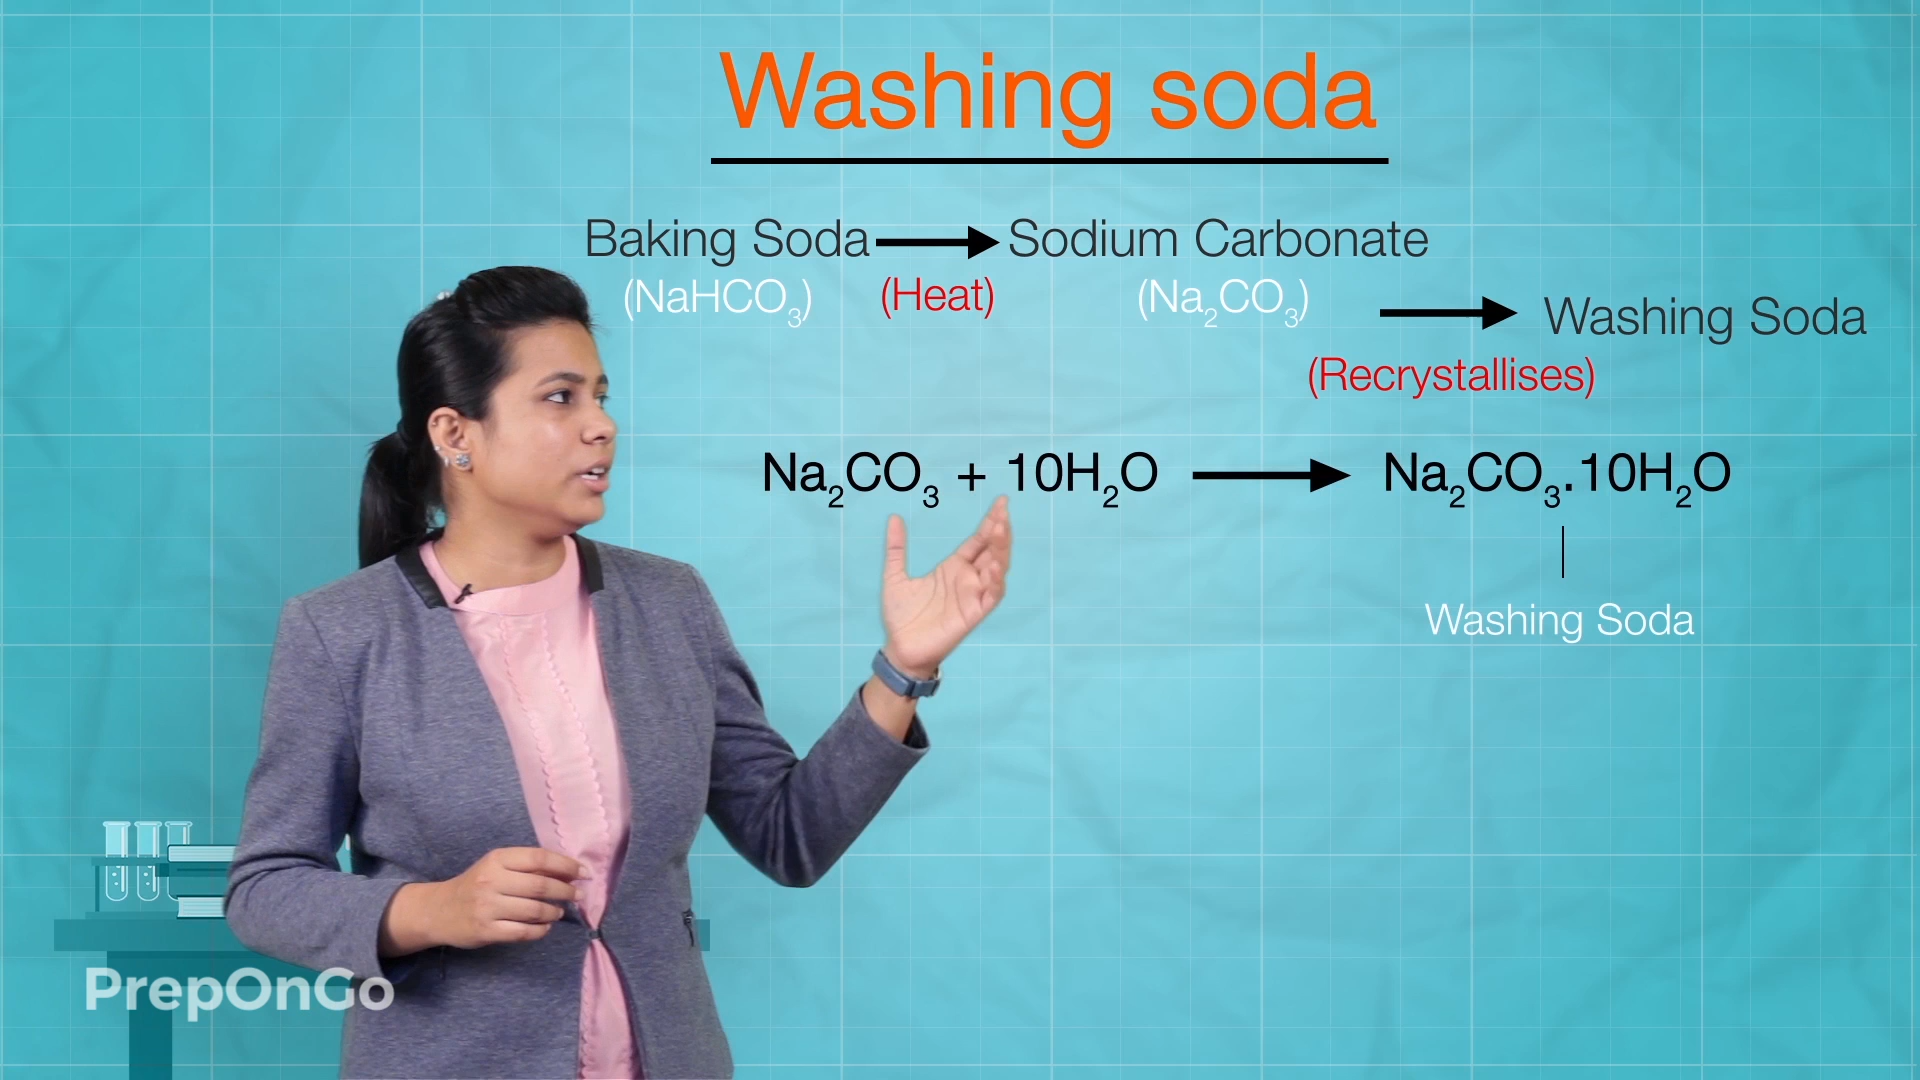 Washing soda
Baking Soda → Sodium Carbonate
(NaHCO₃) (Heat) (Na₂CO₃)
→ Washing Soda
(Recrystallises)
Na₂CO₃ + 10H₂O → Na₂CO₃.10H₂O
Washing Soda
PrepOnGo